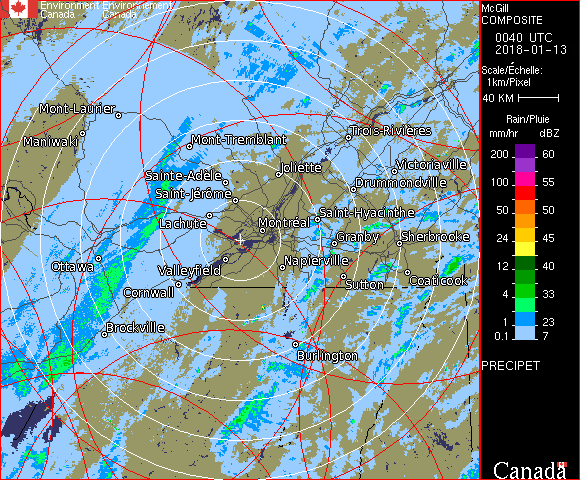 Environment Environnement
Canada Canada
Mont-Laurier
Maniwaki
Mont-Tremblant
Trois-Rivières
Joliette
Victoriaville
Sainte-Adèle
Drummondville
Saint-Jérôme
Saint-Hyacinthe
Lachute
Montréal
Granby
Sherbrooke
Ottawa
Valleyfield
Napierville
Sutton
Coaticook
Cornwall
Brockville
Burlington
McGill
COMPOSITE
0040 UTC
2018-01-13
Scale/Échelle:
1km/Pixel
40 KM
Rain/Pluie
mm/hr dBZ
200 60
150 57
100 55
50 50
24 45
12 40
4 33
1 23
0.1 7
PRECIPET
Canada